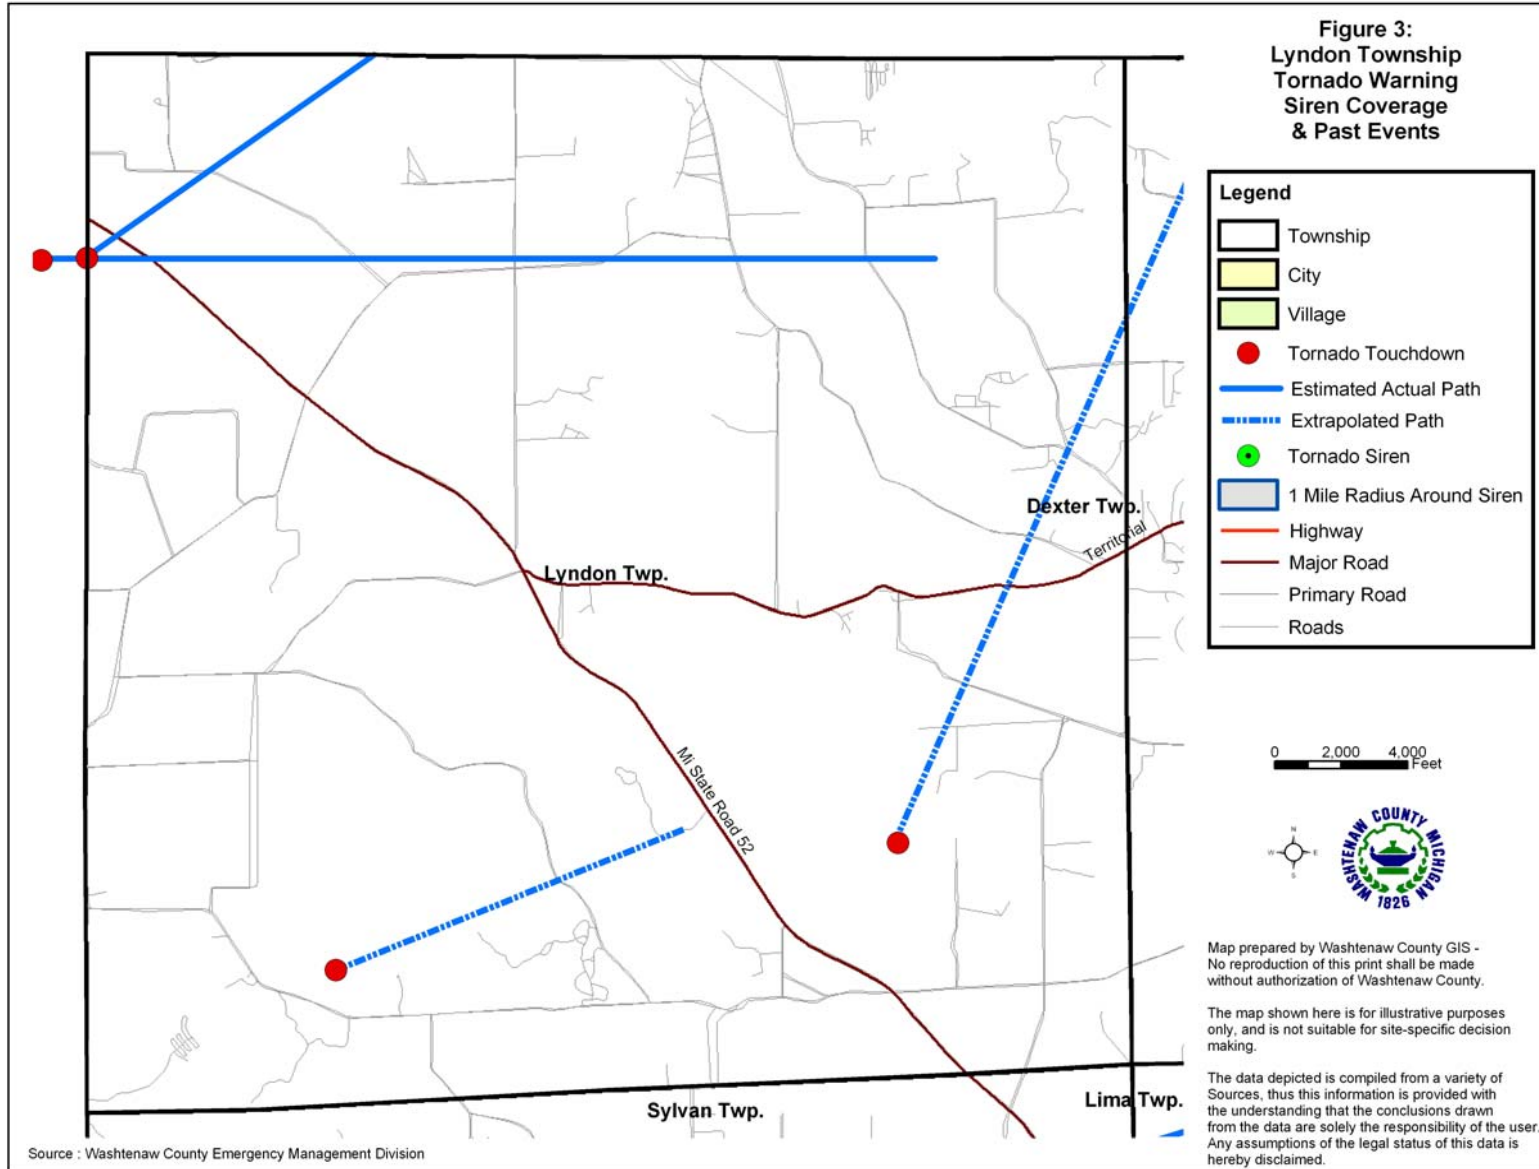 Figure 3:
Lyndon Township
Tornado Warning
Siren Coverage
& Past Events
Legend
Township
City
Village
Tornado Touchdown
Estimated Actual Path
Extrapolated Path
Tornado Siren
1 Mile Radius Around Siren
Highway
Major Road
Primary Road
Roads
Dexter Twp.
Territorial
Lyndon Twp.
Mi State Road 52
Sylvan Twp.
Lima Twp.
0 2,000 4,000
Feet
N
W E
S
WASHTENAW COUNTY MICHIGAN
1826
Map prepared by Washtenaw County GIS -
No reproduction of this print shall be made
without authorization of Washtenaw County.
The map shown here is for illustrative purposes
only, and is not suitable for site-specific decision
making.
The data depicted is compiled from a variety of
Sources, thus this information is provided with
the understanding that the conclusions drawn
from the data are solely the responsibility of the user.
Any assumptions of the legal status of this data is
hereby disclaimed.
Source : Washtenaw County Emergency Management Division